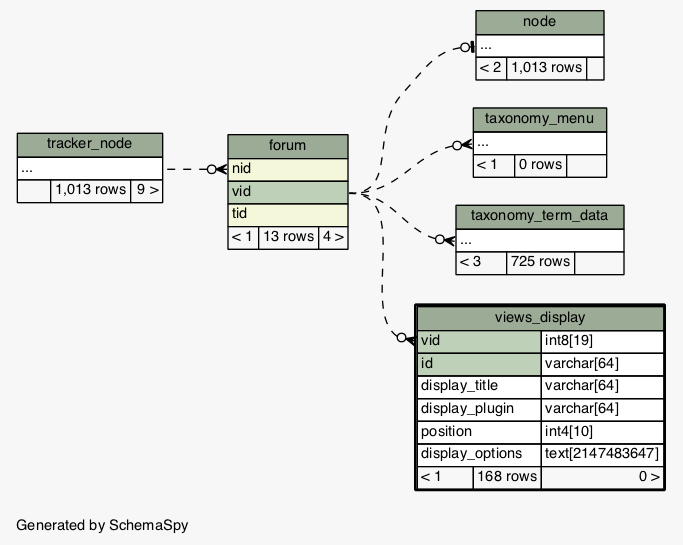 node
...
< 2 1,013 rows
taxonomy_menu
...
< 1 0 rows
tracker_node
...
1,013 rows 9 >
forum
nid
vid
tid
< 1 13 rows 4 >
taxonomy_term_data
...
< 3 725 rows
views_display
vid int8[19]
id varchar[64]
display_title varchar[64]
display_plugin varchar[64]
position int4[10]
display_options text[2147483647]
< 1 168 rows 0 >
Generated by SchemaSpy